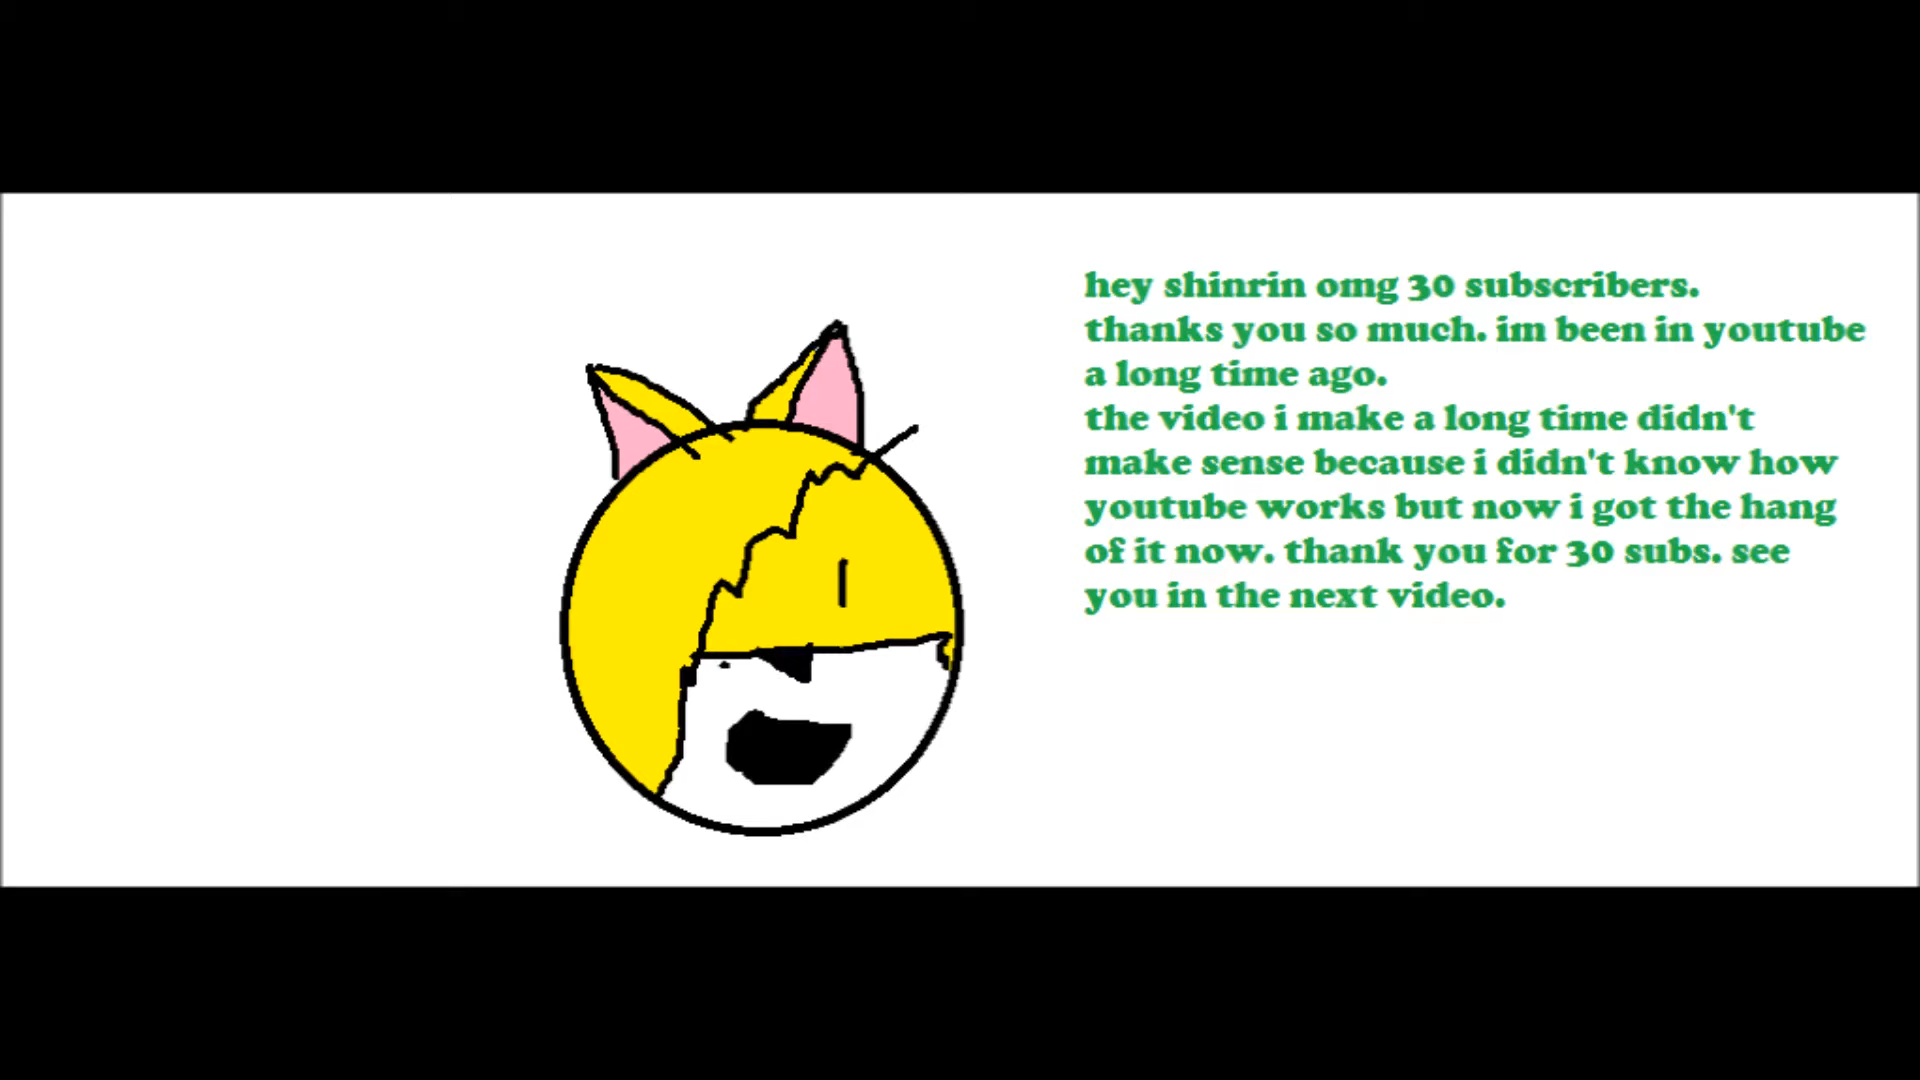 hey shinrin omg 30 subscribers.
thanks you so much. im been in youtube
a long time ago.
the video i make a long time didn't
make sense because i didn't know how
youtube works but now i got the hang
of it now. thank you for 30 subs. see
you in the next video.